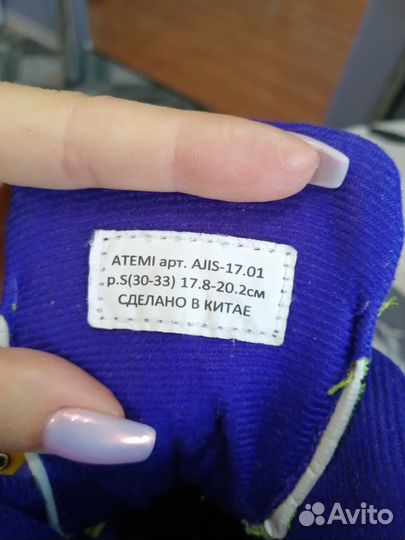 ATEMI арт. AJIS-17.01
р.S(30-33) 17.8-20.2см
СДЕЛАНО В КИТАЕ
Avito